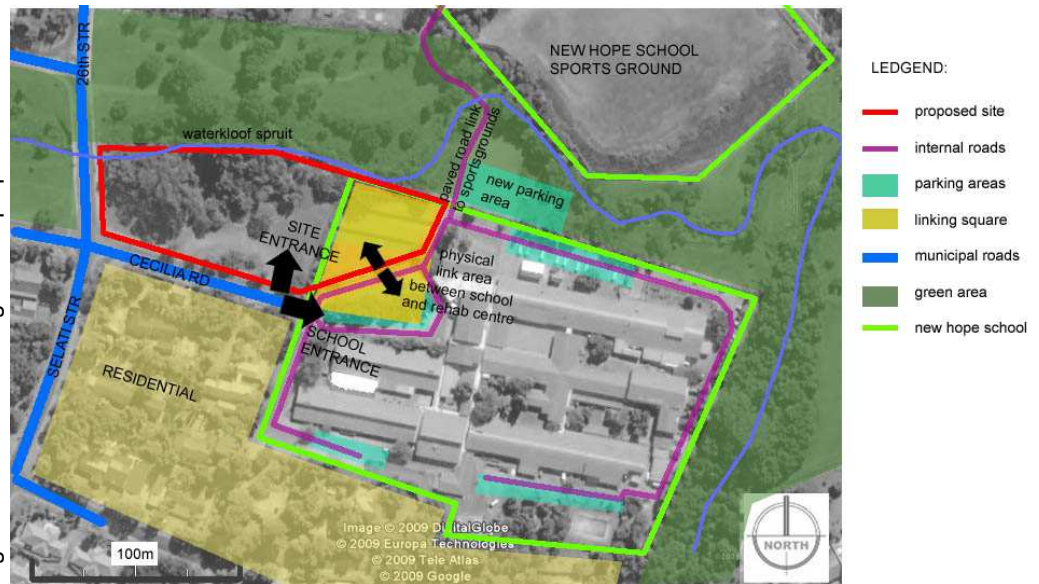 26th STR
NEW HOPE SCHOOL
SPORTS GROUND
waterkloof spruit
paved road link
to sportsgrounds
new parking
area
SITE
ENTRANCE
CECILIA RD
physical
link area
between school
and rehab centre
SCHOOL
ENTRANCE
SELATI STR
RESIDENTIAL
100m
Image © 2009 DigitalGlobe
© 2009 Europa Technologies
© 2009 Tele Atlas
© 2009 Google
NORTH
LEDGEND:
proposed site
internal roads
parking areas
linking square
municipal roads
green area
new hope school